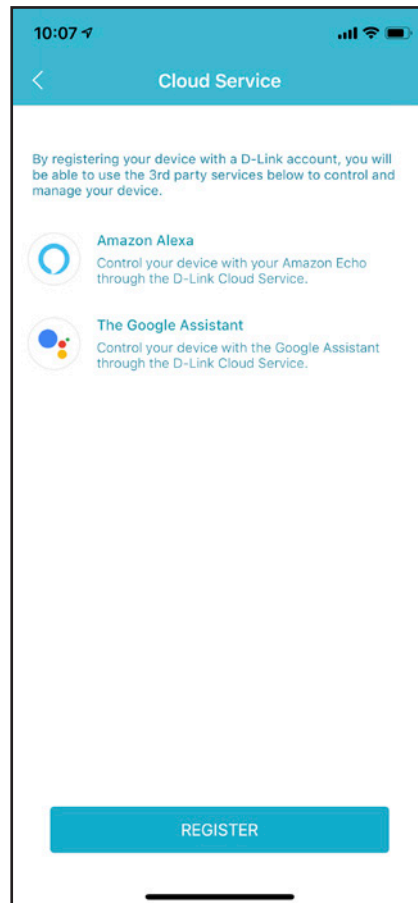 10:07
Cloud Service
By registering your device with a D-Link account, you will
be able to use the 3rd party services below to control and
manage your device.
Amazon Alexa
Control your device with your Amazon Echo
through the D-Link Cloud Service.
The Google Assistant
Control your device with the Google Assistant
through the D-Link Cloud Service.
REGISTER